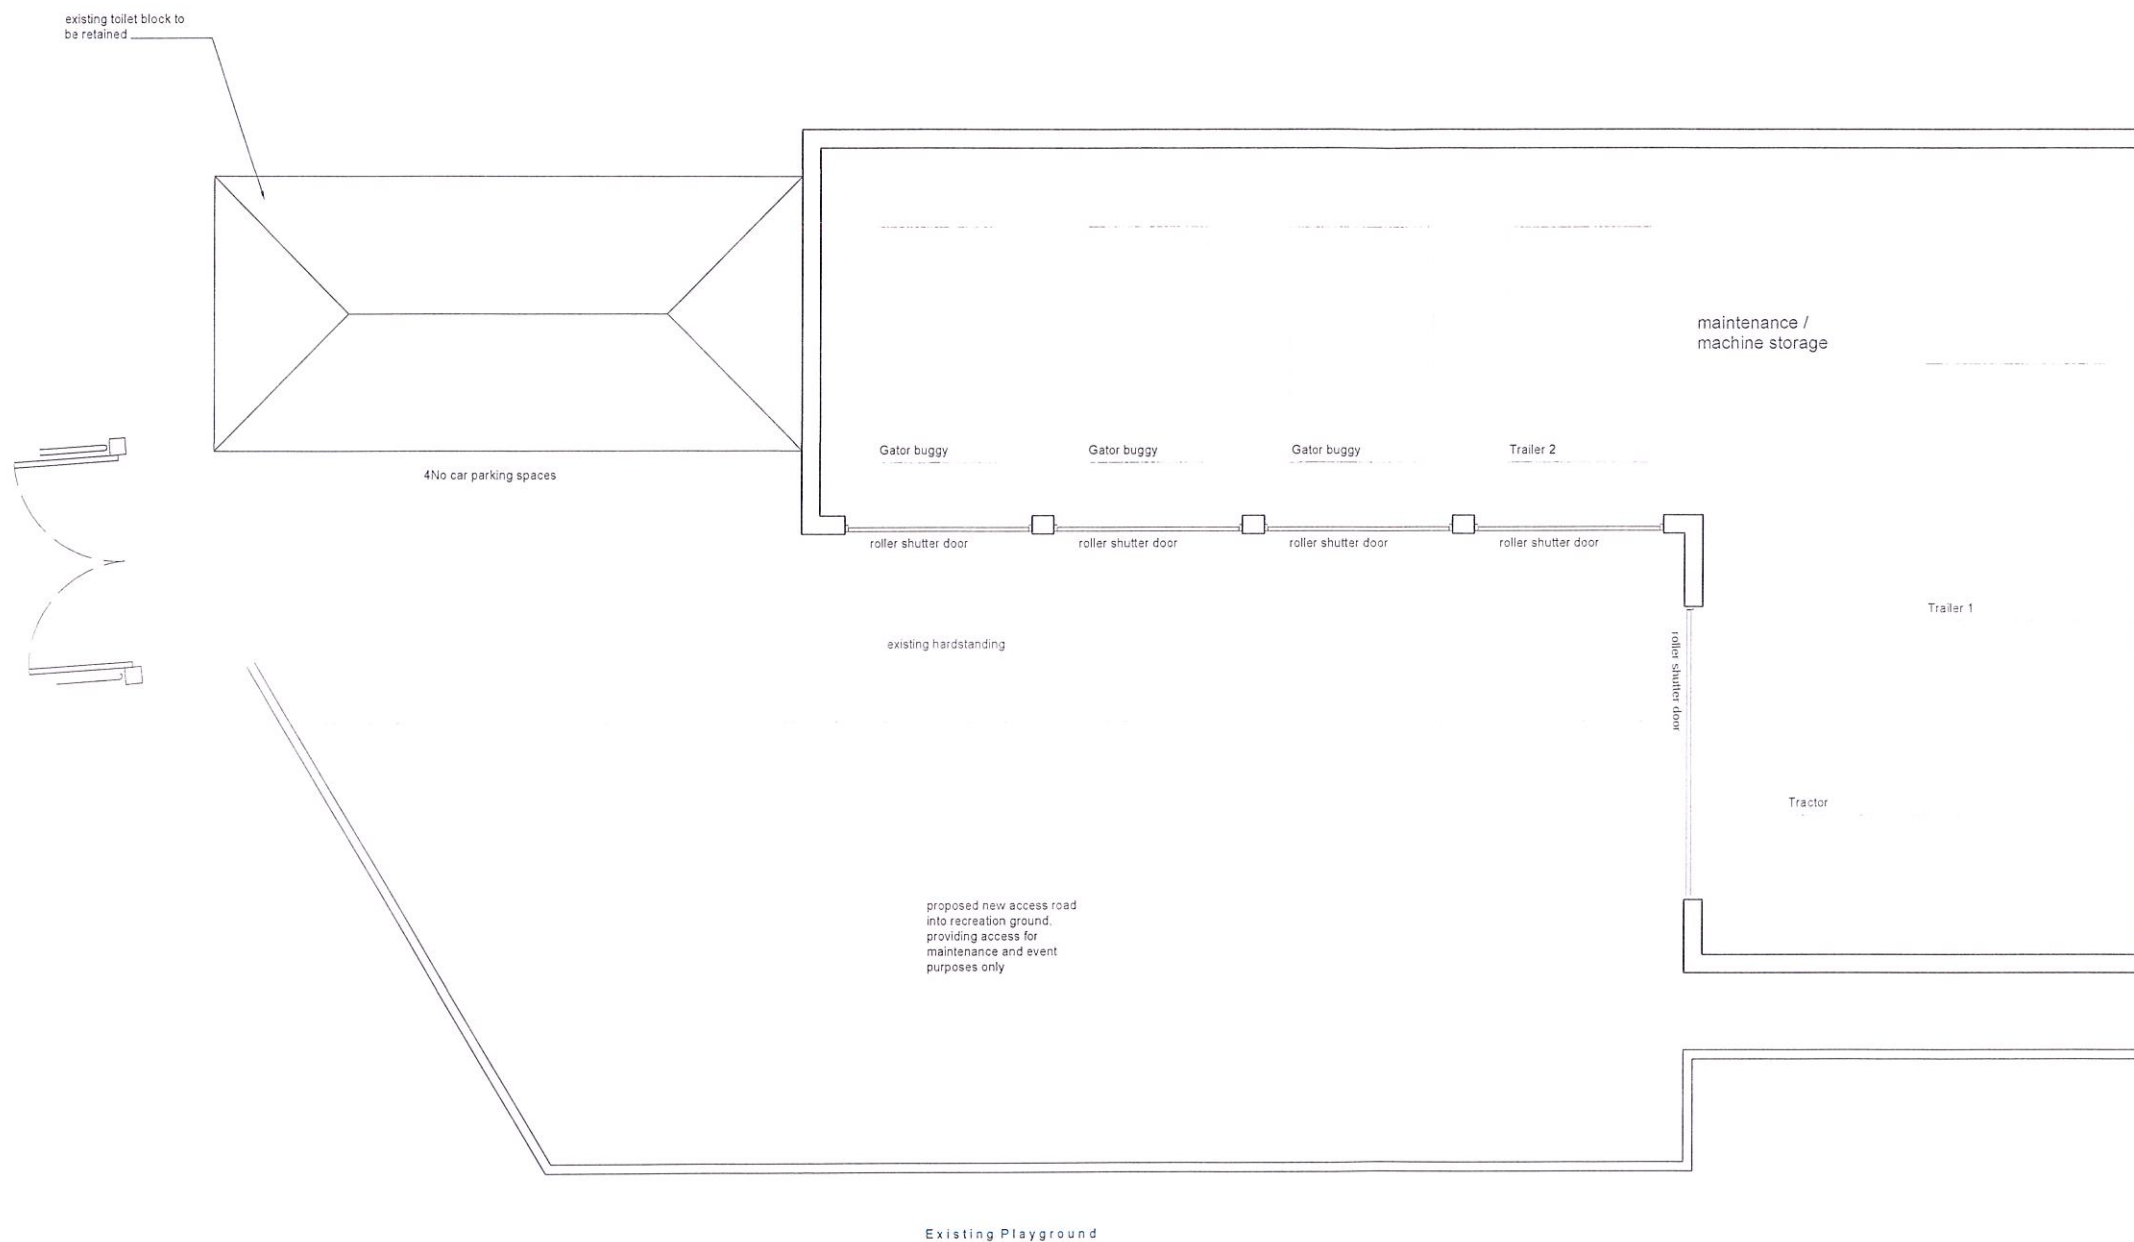 existing toilet block to
be retained
maintenance /
machine storage
Gator buggy
Gator buggy
Gator buggy
Trailer 2
4No car parking spaces
roller shutter door
roller shutter door
roller shutter door
roller shutter door
Trailer 1
existing hardstanding
roller shutter door
Tractor
proposed new access road
into recreation ground.
providing access for
maintenance and event
purposes only
Existing Playground